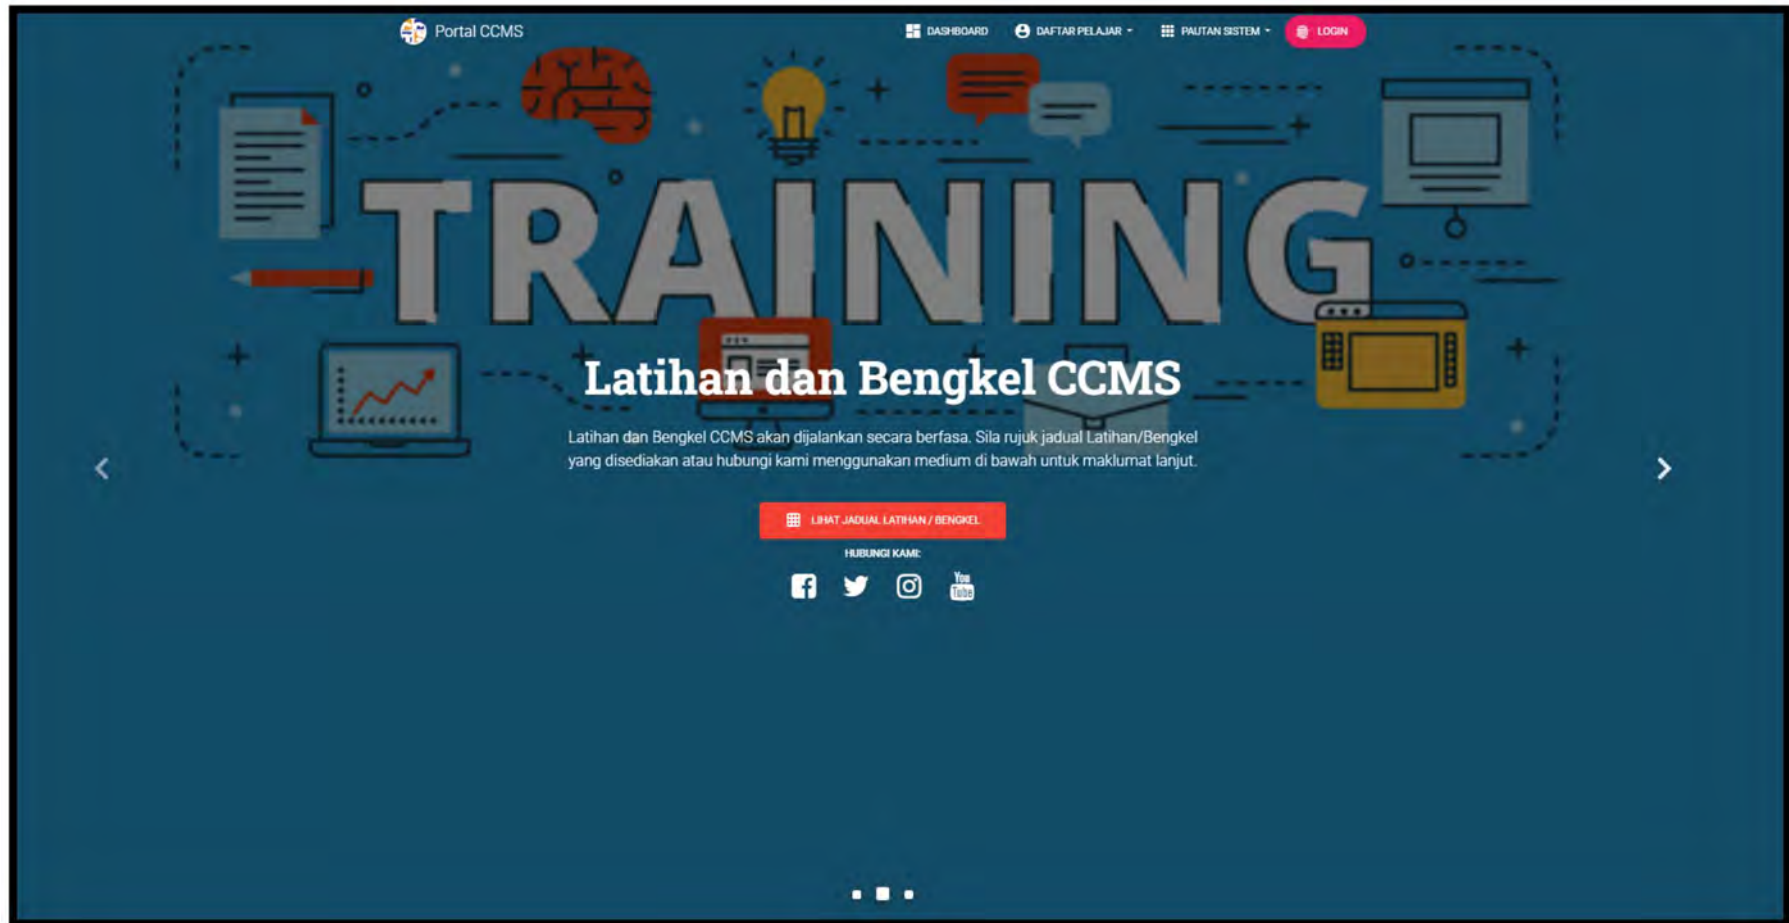 Portal CCMS
DASHBOARD
DAFTAR PELAJAR
PAUTAN SISTEM
LOGIN
TRAINING
Latihan dan Bengkel CCMS
Latihan dan Bengkel CCMS akan dijalankan secara berfasa. Sila rujuk jadual Latihan/Bengkel
yang disediakan atau hubungi kami menggunakan medium di bawah untuk maklumat lanjut.
LIHAT JADUAL LATIHAN / BENGKEL
HUBUNGI KAMI:
You
Tube